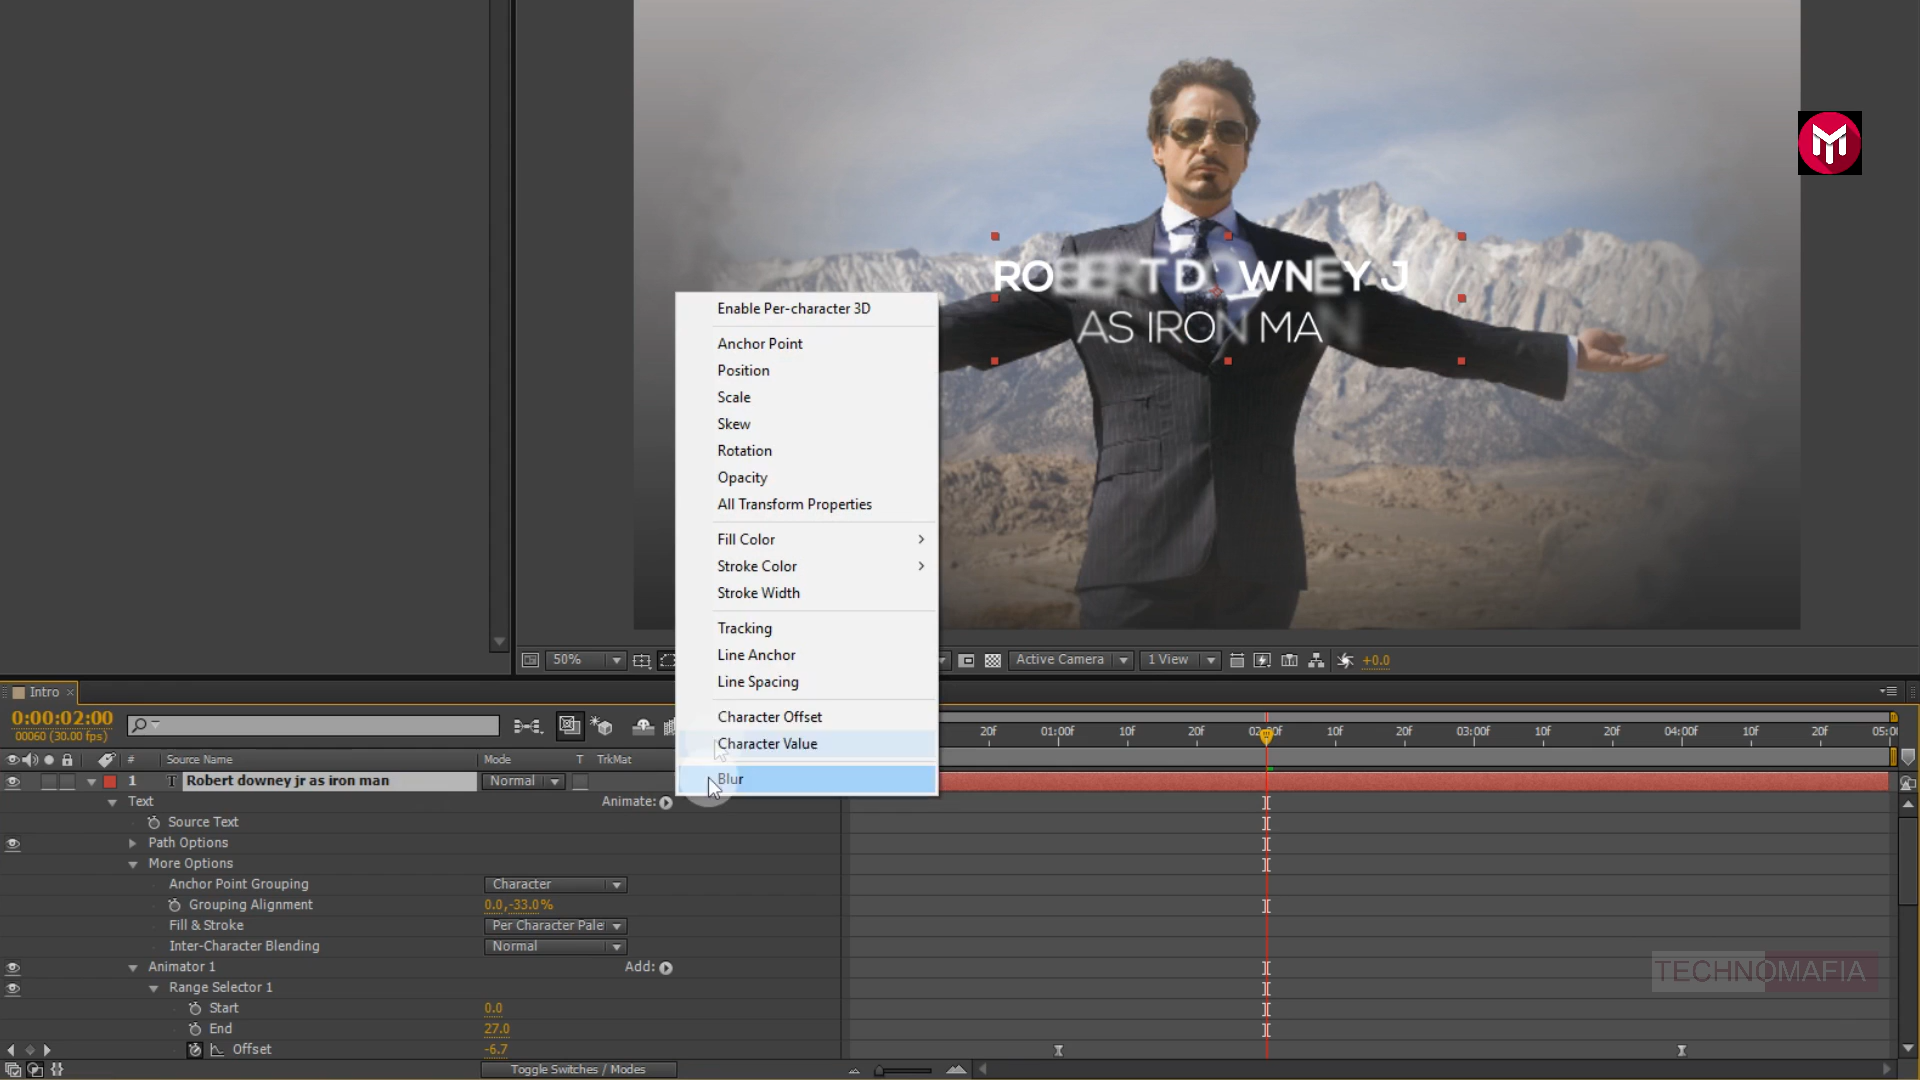 ROBERT DOWNEY J
AS IRON MAN
Enable Per-character 3D
Anchor Point
Position
Scale
Skew
Rotation
Opacity
All Transform Properties
Fill Color
Stroke Color
Stroke Width
Tracking
Line Anchor
Line Spacing
Character Offset
Character Value
Blur
50%
Active Camera
1 View
+0.0
Intro
0:00:02:00
00060 (30.00 fps)
20f
01:00f
10f
20f
10f
20f
03:00f
10f
20f
04:00f
10f
20f
# Source Name Mode T TrkMat
1 T Robert downey jr as iron man Normal
Text Animate:
Source Text
Path Options
More Options
Anchor Point Grouping Character
Grouping Alignment 0.0,-33.0%
Fill & Stroke Per Character Pale
Inter-Character Blending Normal
Animator 1 Add:
Range Selector 1
Start 0.0
End 27.0
Offset -6.7
Toggle Switches / Modes
TECHNOMAFIA